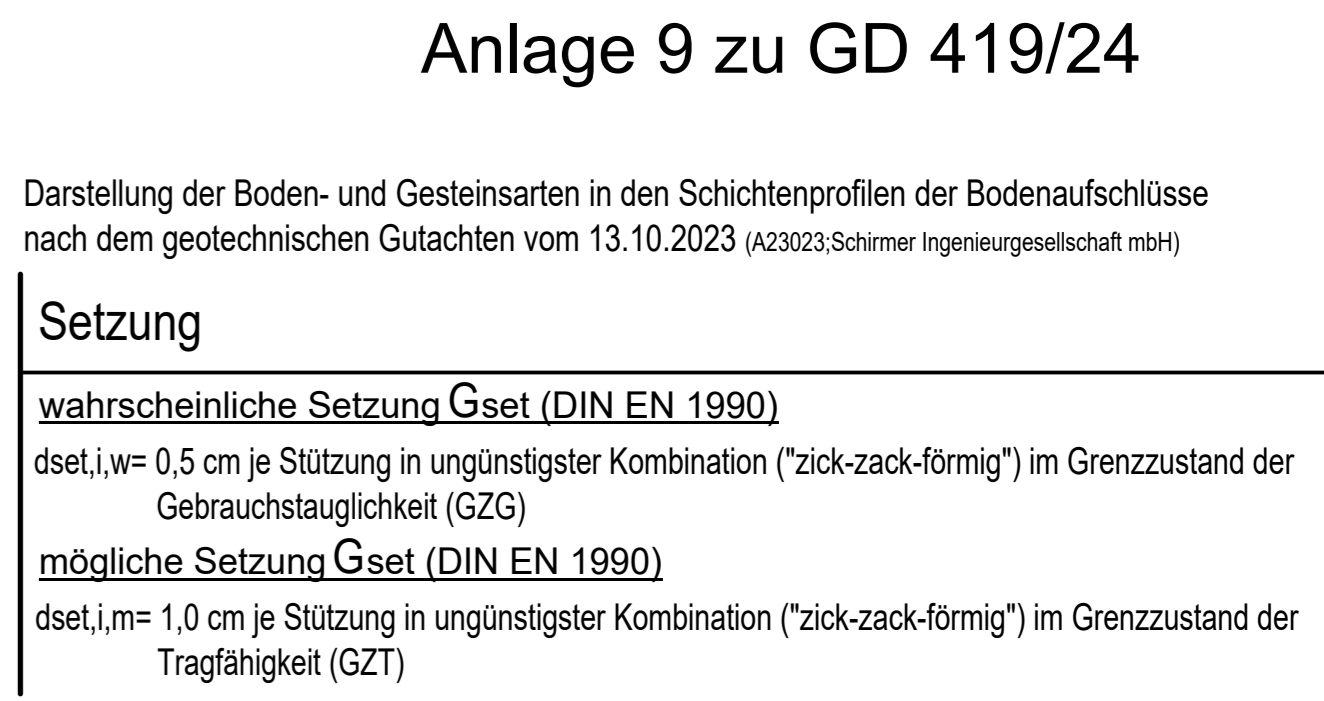 Anlage 9 zu GD 419/24
Darstellung der Boden- und Gesteinsarten in den Schichtenprofilen der Bodenaufschlüsse
nach dem geotechnischen Gutachten vom 13.10.2023 (A23023;Schirmer Ingenieurgesellschaft mbH)
Setzung
wahrscheinliche Setzung Gset (DIN EN 1990)
dset,i,w= 0,5 cm je Stützung in ungünstigster Kombination ("zick-zack-förmig") im Grenzzustand der
Gebrauchstauglichkeit (GZG)
mögliche Setzung Gset (DIN EN 1990)
dset,i,m= 1,0 cm je Stützung in ungünstigster Kombination ("zick-zack-förmig") im Grenzzustand der
Tragfähigkeit (GZT)